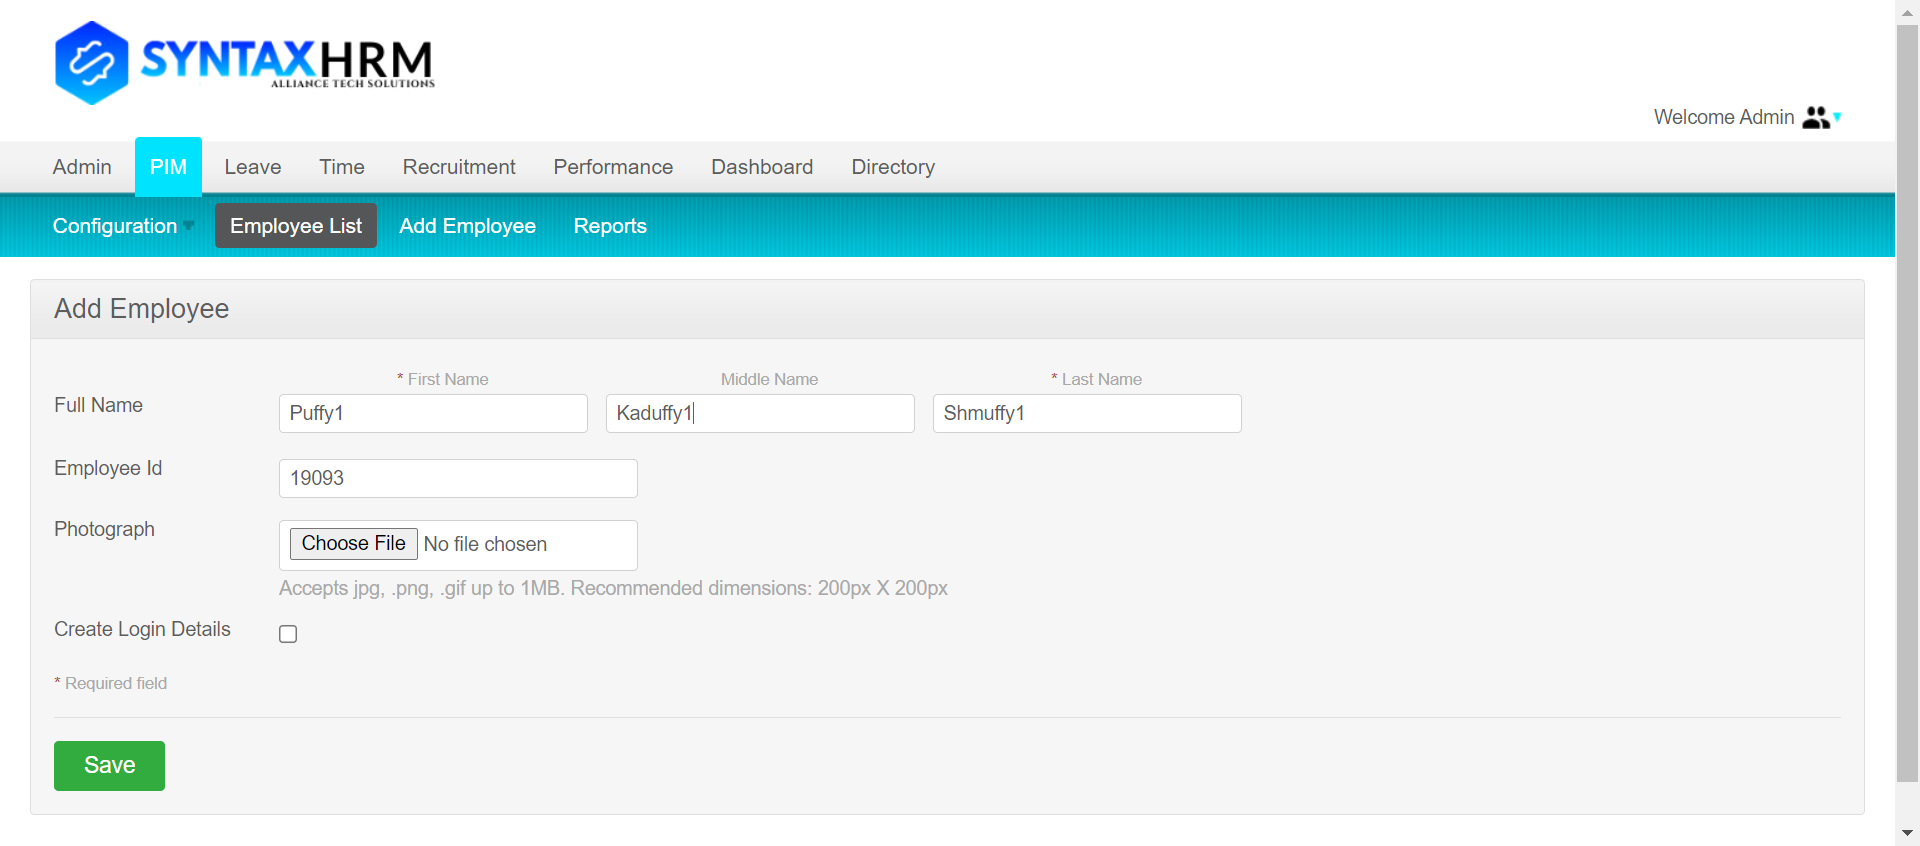 SYNTAXHRM
ALLIANCE TECH SOLUTIONS
Welcome Admin
Admin PIM Leave Time Recruitment Performance Dashboard Directory
Configuration Employee List Add Employee Reports
Add Employee
* First Name Middle Name * Last Name
Full Name Puffy1 Kaduffy1 Shmuffy1
Employee Id 19093
Photograph Choose File No file chosen
Accepts jpg, .png, .gif up to 1MB. Recommended dimensions: 200px X 200px
Create Login Details
* Required field
Save